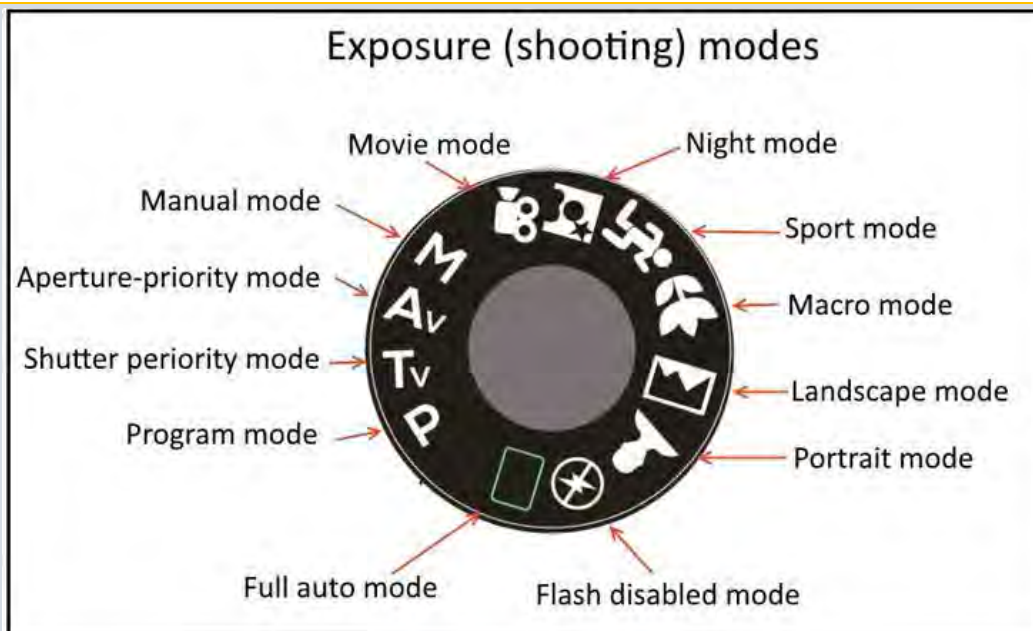 Exposure (shooting) modes
Movie mode
Night mode
Manual mode
Sport mode
Aperture-priority mode
Macro mode
Shutter periority mode
Landscape mode
Program mode
Portrait mode
Full auto mode
Flash disabled mode
M
Av
Tv
P